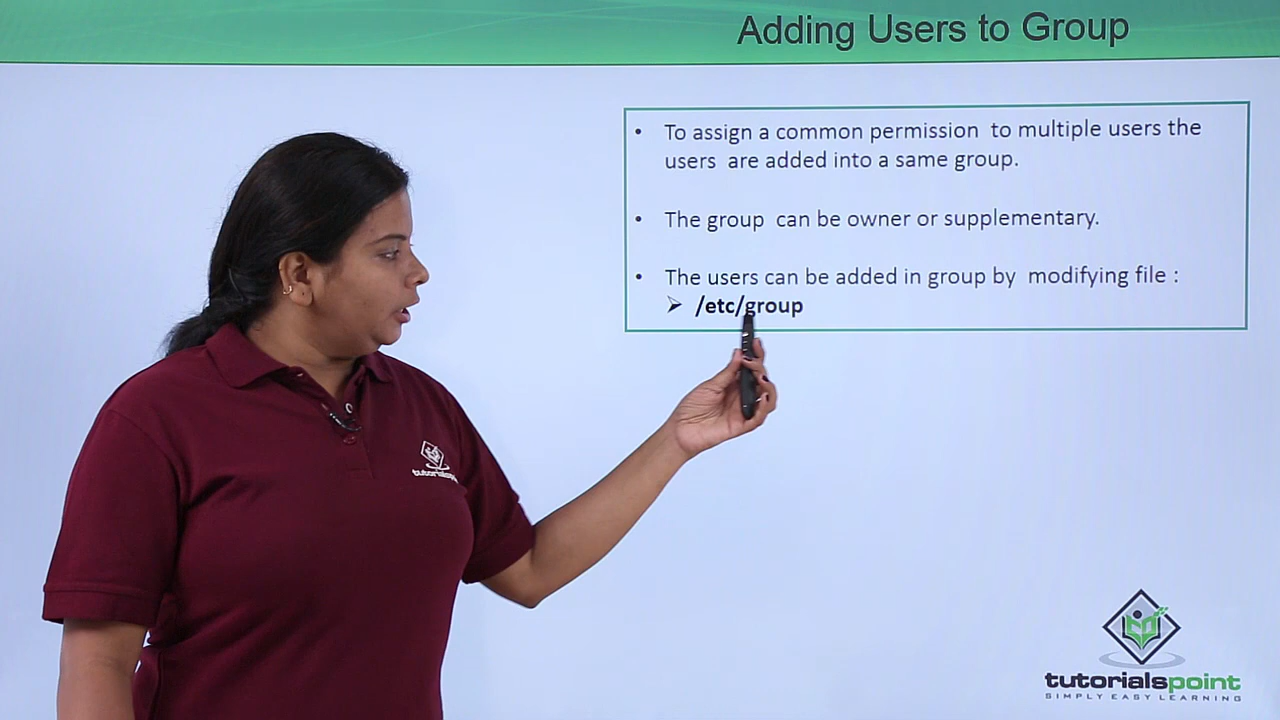 Adding Users to Group
• To assign a common permission to multiple users the
users are added into a same group.
• The group can be owner or supplementary.
• The users can be added in group by modifying file :
➢ /etc/group
tutorialspoint
SIMPLY EASY LEARNING